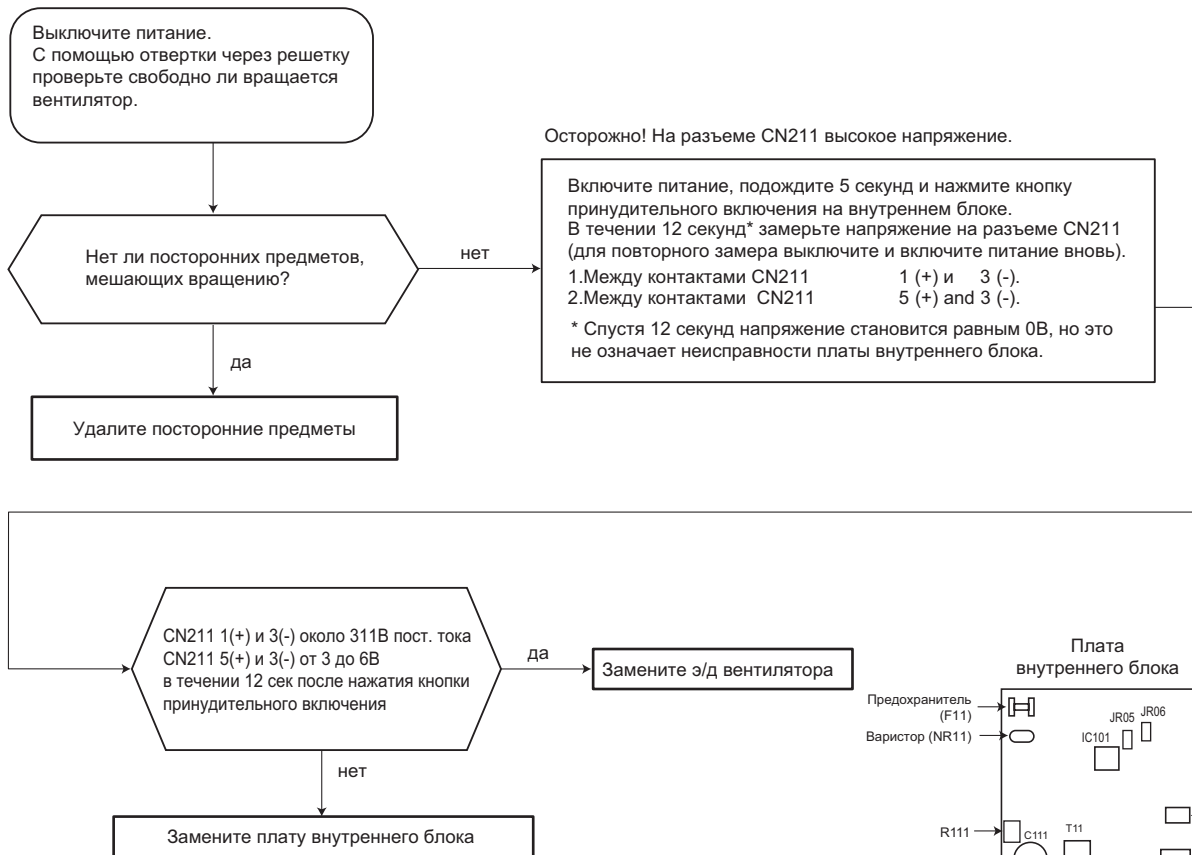 Выключите питание.
С помощью отвертки через решетку
проверьте свободно ли вращается
вентилятор.
Осторожно! На разъеме CN211 высокое напряжение.
Нет ли посторонних предметов,
мешающих вращению?
нет
Включите питание, подождите 5 секунд и нажмите кнопку
принудительного включения на внутреннем блоке.
В течении 12 секунд* замерьте напряжение на разъеме CN211
(для повторного замера выключите и включите питание вновь).
1.Между контактами CN211 1 (+) и 3 (-).
2.Между контактами CN211 5 (+) and 3 (-).
* Спустя 12 секунд напряжение становится равным 0В, но это
не означает неисправности платы внутреннего блока.
да
Удалите посторонние предметы
CN211 1(+) и 3(-) около 311В пост. тока
CN211 5(+) и 3(-) от 3 до 6В
в течении 12 сек после нажатия кнопки
принудительного включения
да
Замените э/д вентилятора
нет
Замените плату внутреннего блока
Плата
внутреннего блока
Предохранитель
(F11)
Варистор (NR11)
JR05 JR06
IC101
R111
C111
T11